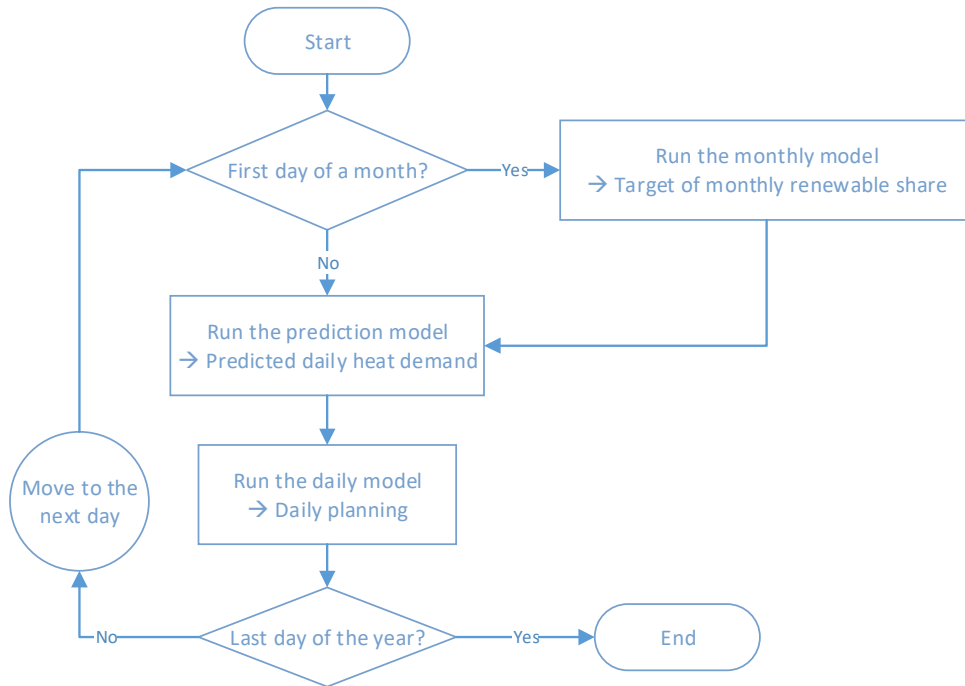 Start
First day of a month?
Yes
Run the monthly model
→ Target of monthly renewable share
No
Run the prediction model
→ Predicted daily heat demand
Run the daily model
→ Daily planning
Move to the
next day
No
Last day of the year?
Yes
End